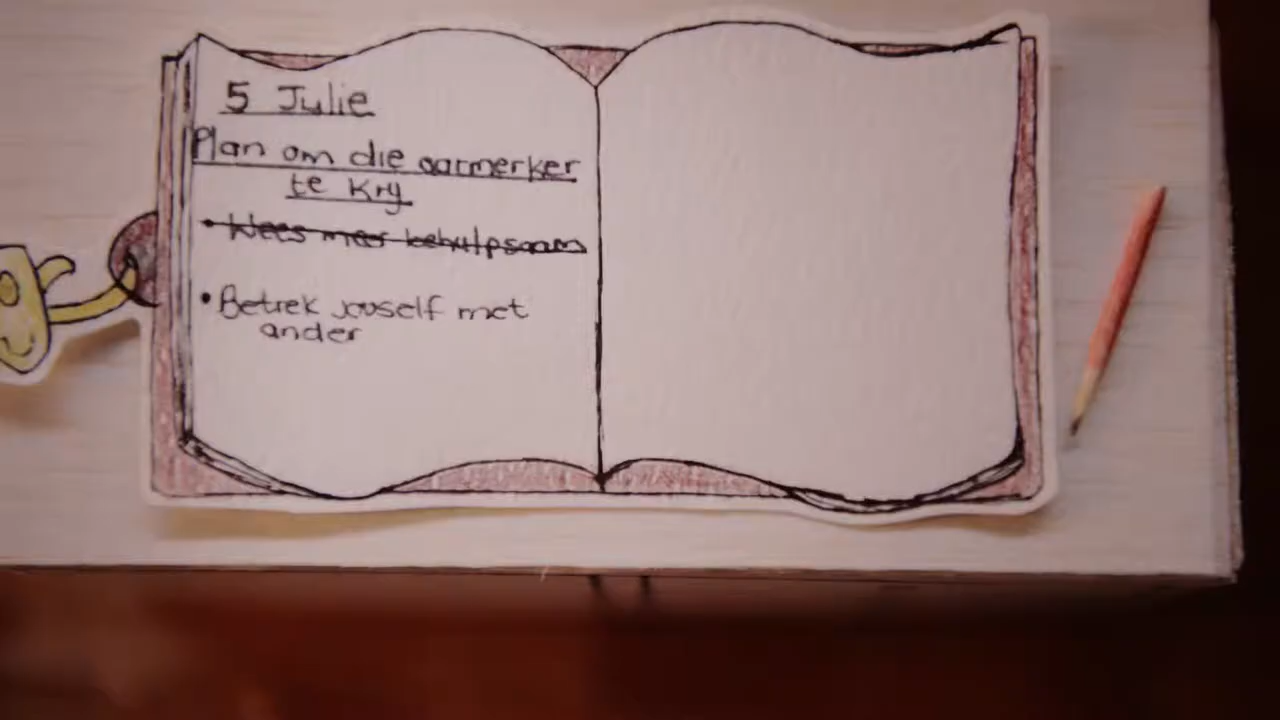 5 Julie
Plan om die oormerker
te kry
• Wees meer behulpsaam
• Betrek jouself met
ander